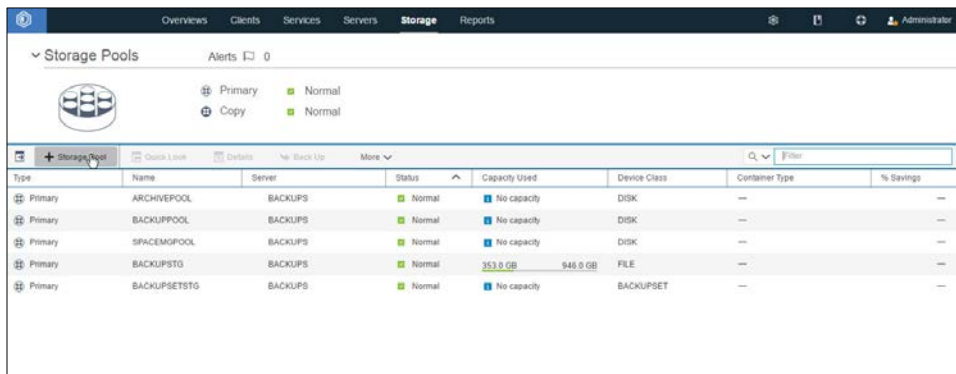 Overviews Clients Services Servers Storage Reports Administrator
Storage Pools Alerts 0
Primary Normal
Copy Normal
+ Storage Pool Quick Look Details Back Up More Filter
Type Name Server Status Capacity Used Device Class Container Type % Savings
Primary ARCHIVEPOOL BACKUPS Normal No capacity DISK — —
Primary BACKUPPOOL BACKUPS Normal No capacity DISK — —
Primary SPACEMGPOOL BACKUPS Normal No capacity DISK — —
Primary BACKUPSTG BACKUPS Normal 353.0 GB 946.0 GB FILE — —
Primary BACKUPSETSTG BACKUPS Normal No capacity BACKUPSET — —